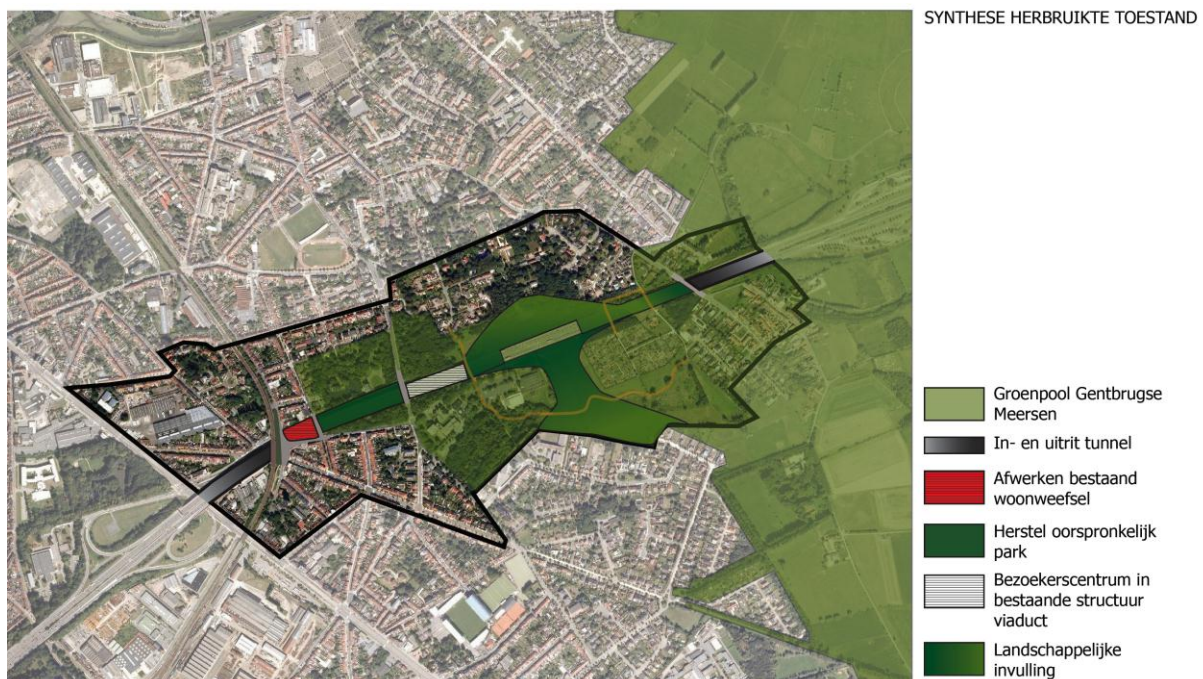 SYNTHESE HERBRUIKTE TOESTAND
Groenpool Gentbrugse
Meersen
In- en uitrit tunnel
Afwerken bestaand
woonweefsel
Herstel oorspronkelijk
park
Bezoekerscentrum in
bestaande structuur
viaduct
Landschappelijke
invulling